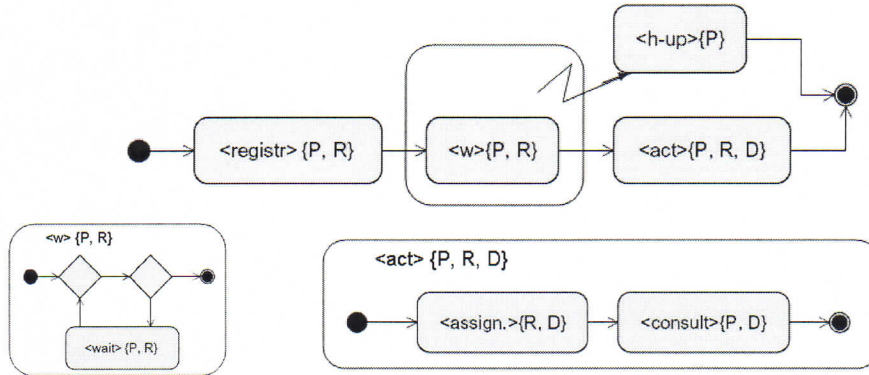 <h-up>{P}
<registr> {P, R}
<w>{P, R}
<act>{P, R, D}
<w> {P, R}
<wait> {P, R}
<act> {P, R, D}
<assign.>{R, D}
<consult>{P, D}